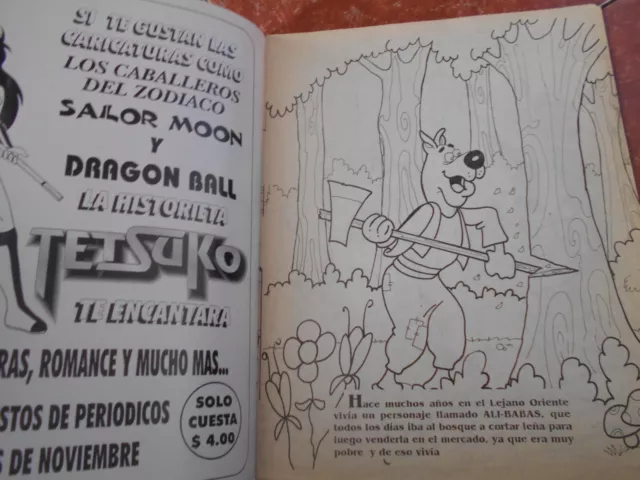 SI TE GUSTAN LAS
CARICATURAS COMO
LOS CABALLEROS
DEL ZODIACO
SAILOR MOON
Y
DRAGON BALL
LA HISTORIETA
TETSUKO
TE ENCANTARA
RAS, ROMANCE Y MUCHO MAS...
STOS DE PERIODICOS
S DE NOVIEMBRE
SOLO
CUESTA
$ 4.00
Hace muchos años en el Lejano Oriente
vivía un personaje llamado ALI-BABAS, que
todos los días iba al bosque a cortar leña para
luego venderla en el mercado, ya que era muy
pobre y de eso vivía